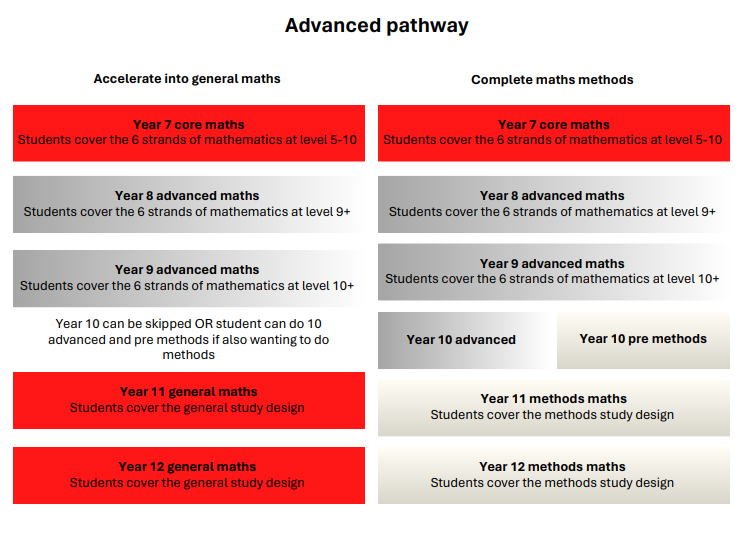 Advanced pathway
Accelerate into general maths
Year 7 core maths
Students cover the 6 strands of mathematics at level 5-10
Year 8 advanced maths
Students cover the 6 strands of mathematics at level 9+
Year 9 advanced maths
Students cover the 6 strands of mathematics at level 10+
Year 10 can be skipped OR student can do 10
advanced and pre methods if also wanting to do
methods
Year 11 general maths
Students cover the general study design
Year 12 general maths
Students cover the general study design
Complete maths methods
Year 7 core maths
Students cover the 6 strands of mathematics at level 5-10
Year 8 advanced maths
Students cover the 6 strands of mathematics at level 9+
Year 9 advanced maths
Students cover the 6 strands of mathematics at level 10+
Year 10 advanced
Year 10 pre methods
Year 11 methods maths
Students cover the methods study design
Year 12 methods maths
Students cover the methods study design